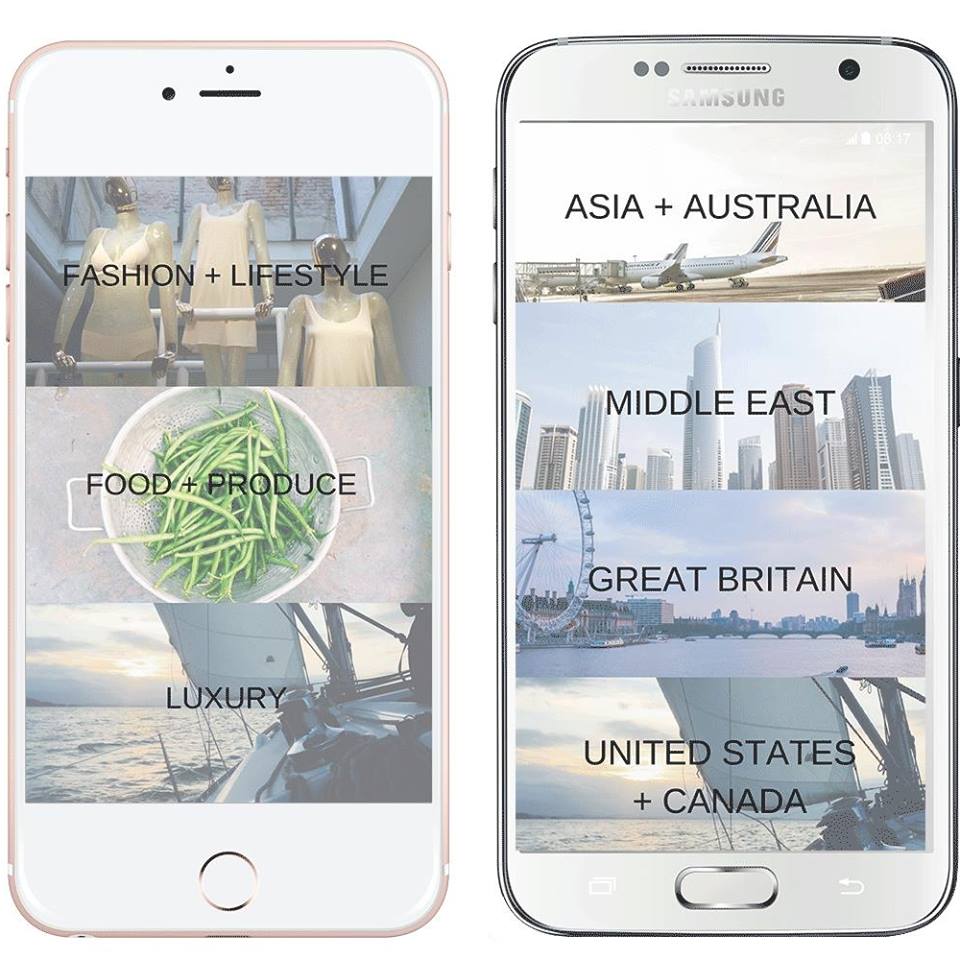 FASHION + LIFESTYLE
FOOD + PRODUCE
LUXURY
SAMSUNG
08:17
ASIA + AUSTRALIA
MIDDLE EAST
GREAT BRITAIN
UNITED STATES
+ CANADA